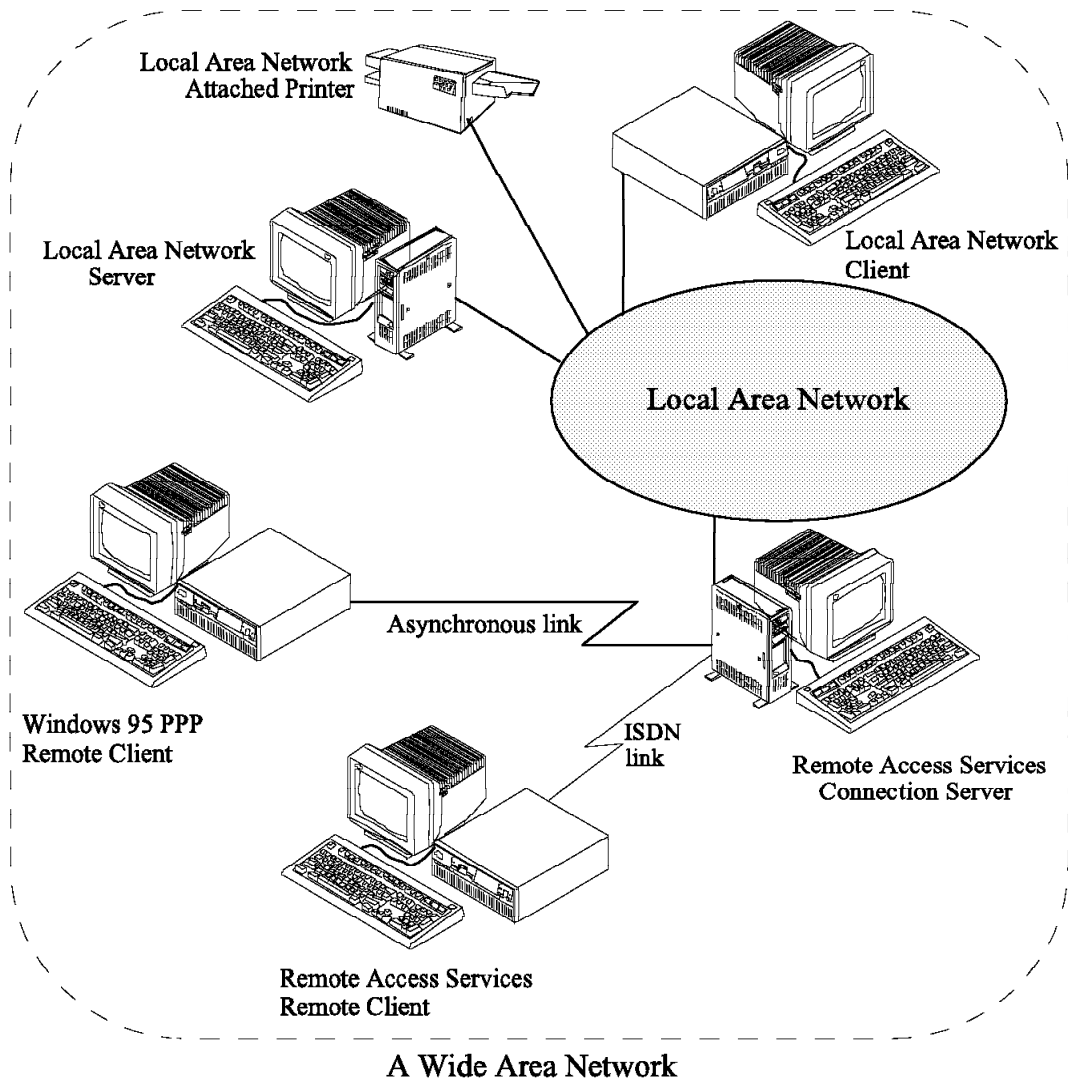 Local Area Network
Attached Printer
Local Area Network
Server
Local Area Network
Client
Local Area Network
Asynchronous link
Windows 95 PPP
Remote Client
ISDN
link
Remote Access Services
Connection Server
Remote Access Services
Remote Client
A Wide Area Network